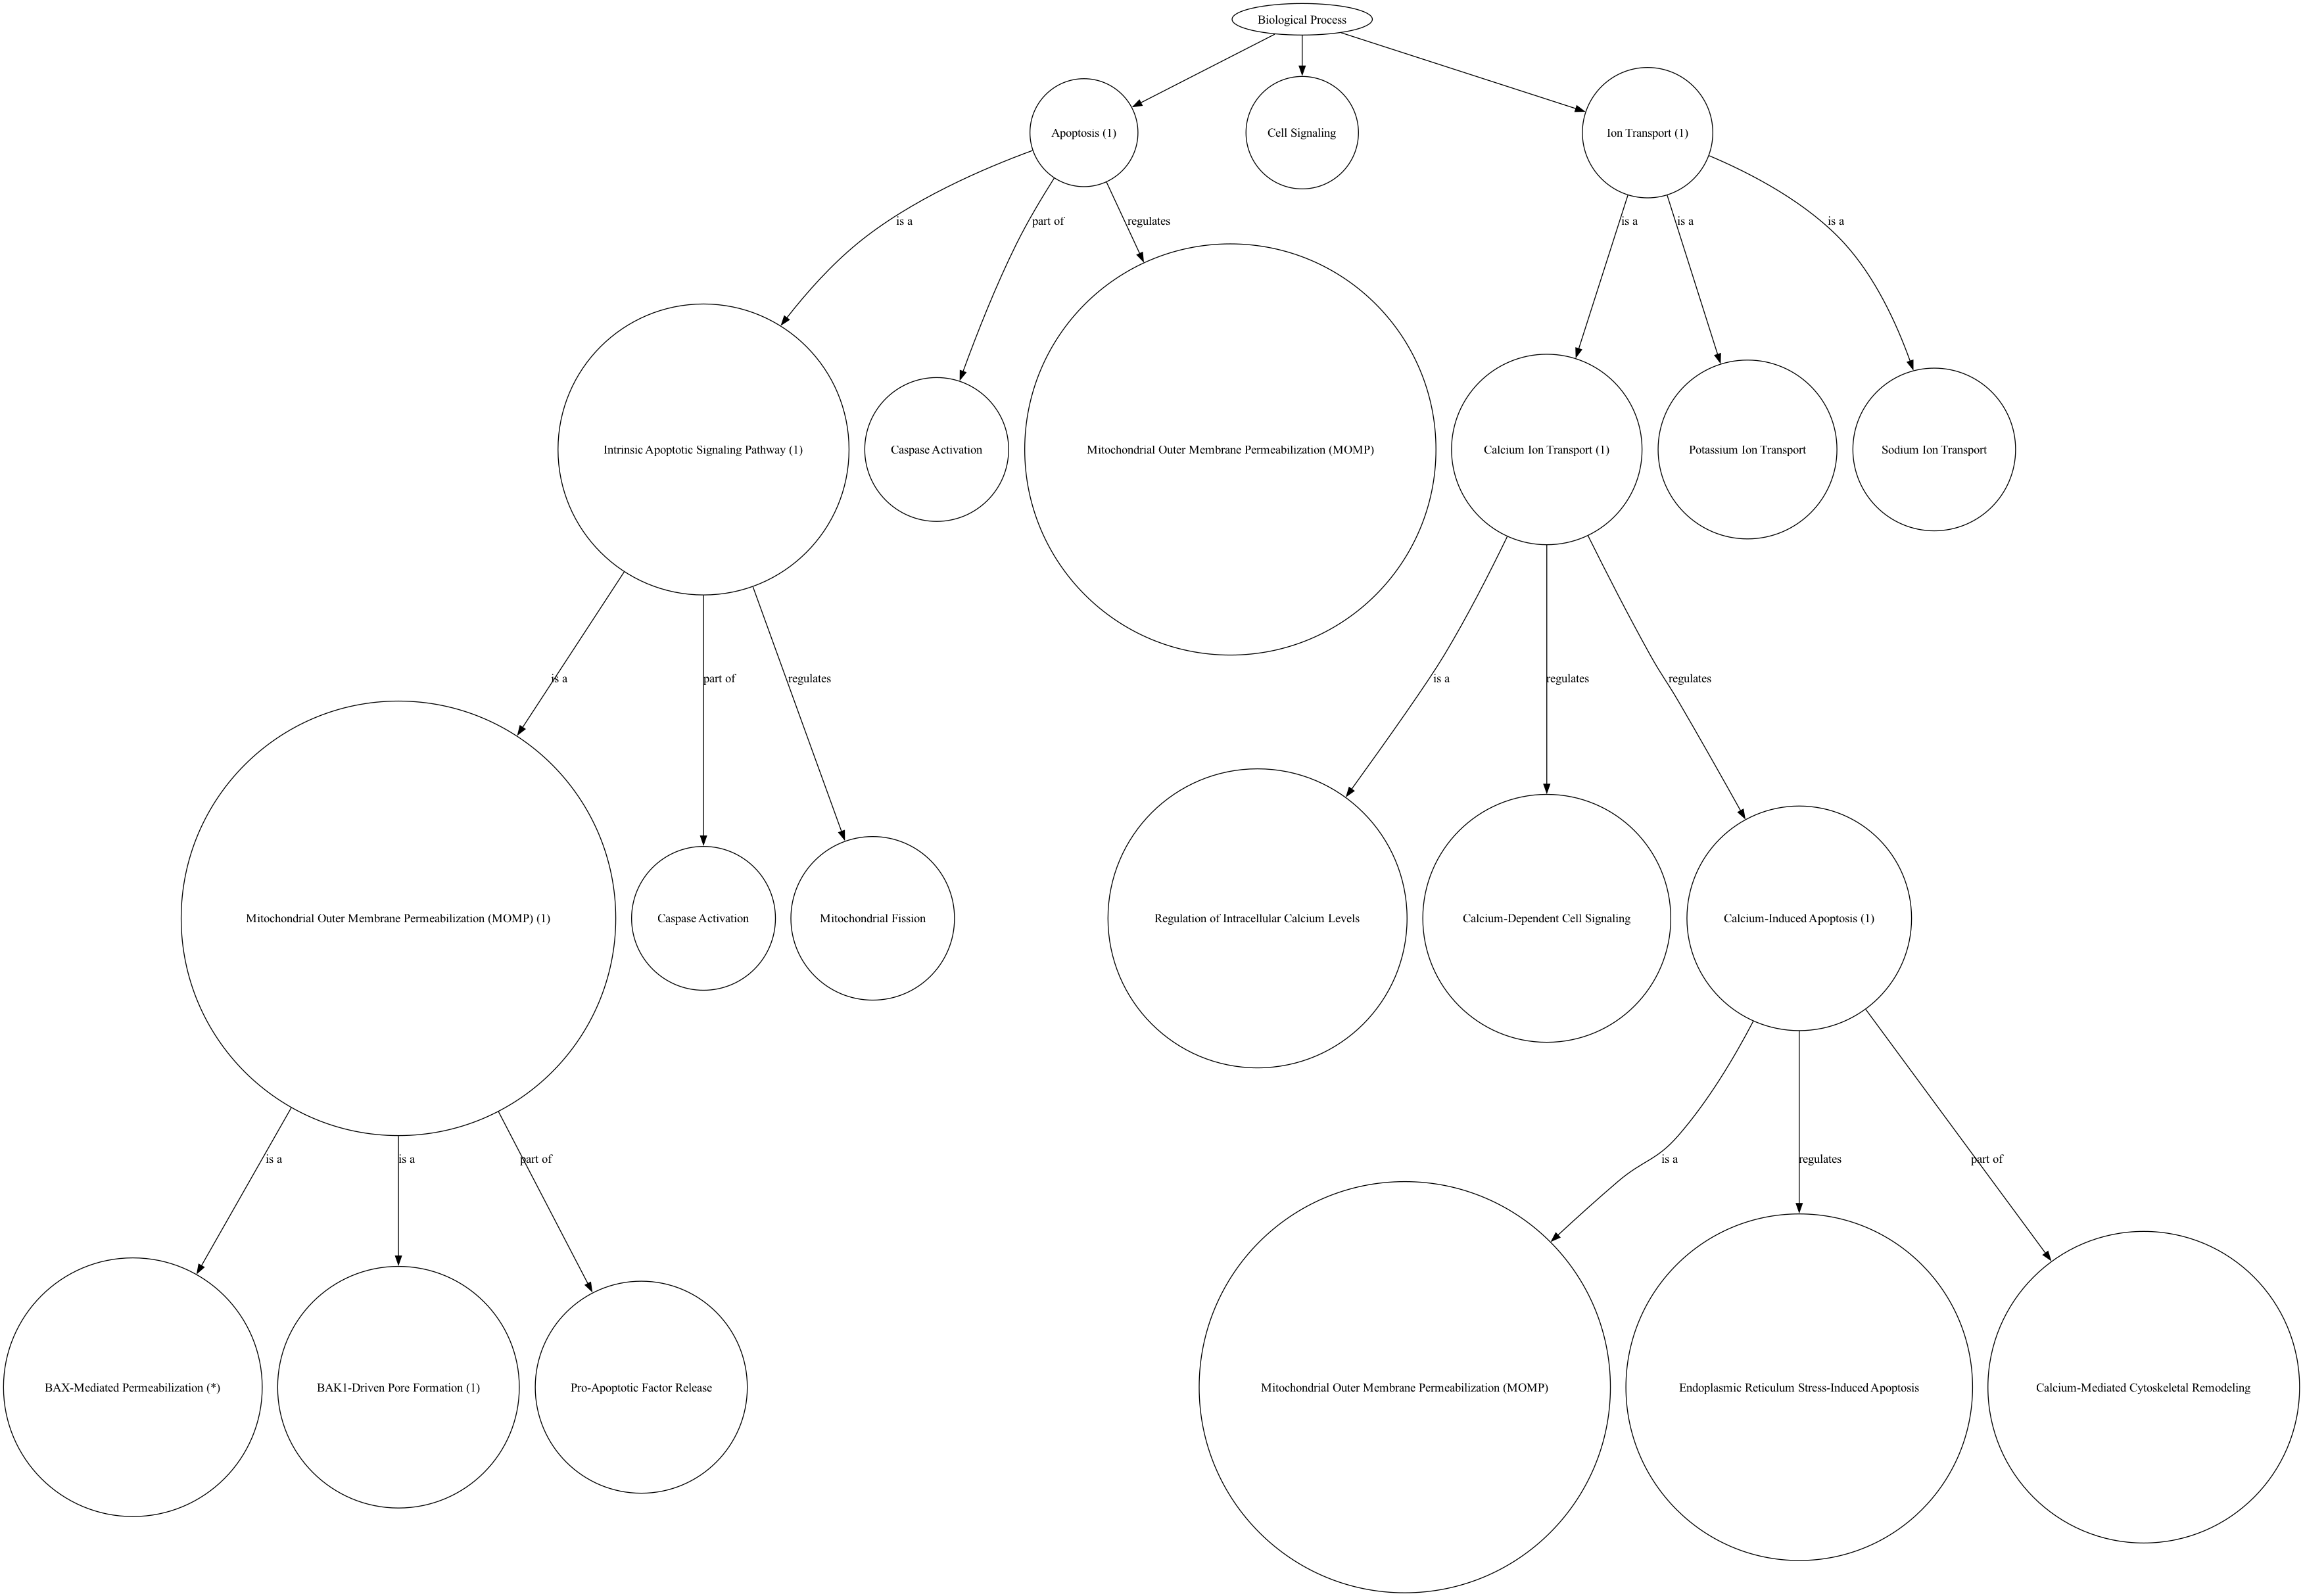 Biological Process
Apoptosis (1)
Cell Signaling
Ion Transport (1)
is a
part of
regulates
is a
is a
is a
Intrinsic Apoptotic Signaling Pathway (1)
Caspase Activation
Mitochondrial Outer Membrane Permeabilization (MOMP)
Calcium Ion Transport (1)
Potassium Ion Transport
Sodium Ion Transport
is a
part of
regulates
is a
regulates
regulates
Mitochondrial Outer Membrane Permeabilization (MOMP) (1)
Caspase Activation
Mitochondrial Fission
Regulation of Intracellular Calcium Levels
Calcium-Dependent Cell Signaling
Calcium-Induced Apoptosis (1)
is a
is a
part of
is a
regulates
part of
BAX-Mediated Permeabilization (*)
BAK1-Driven Pore Formation (1)
Pro-Apoptotic Factor Release
Mitochondrial Outer Membrane Permeabilization (MOMP)
Endoplasmic Reticulum Stress-Induced Apoptosis
Calcium-Mediated Cytoskeletal Remodeling